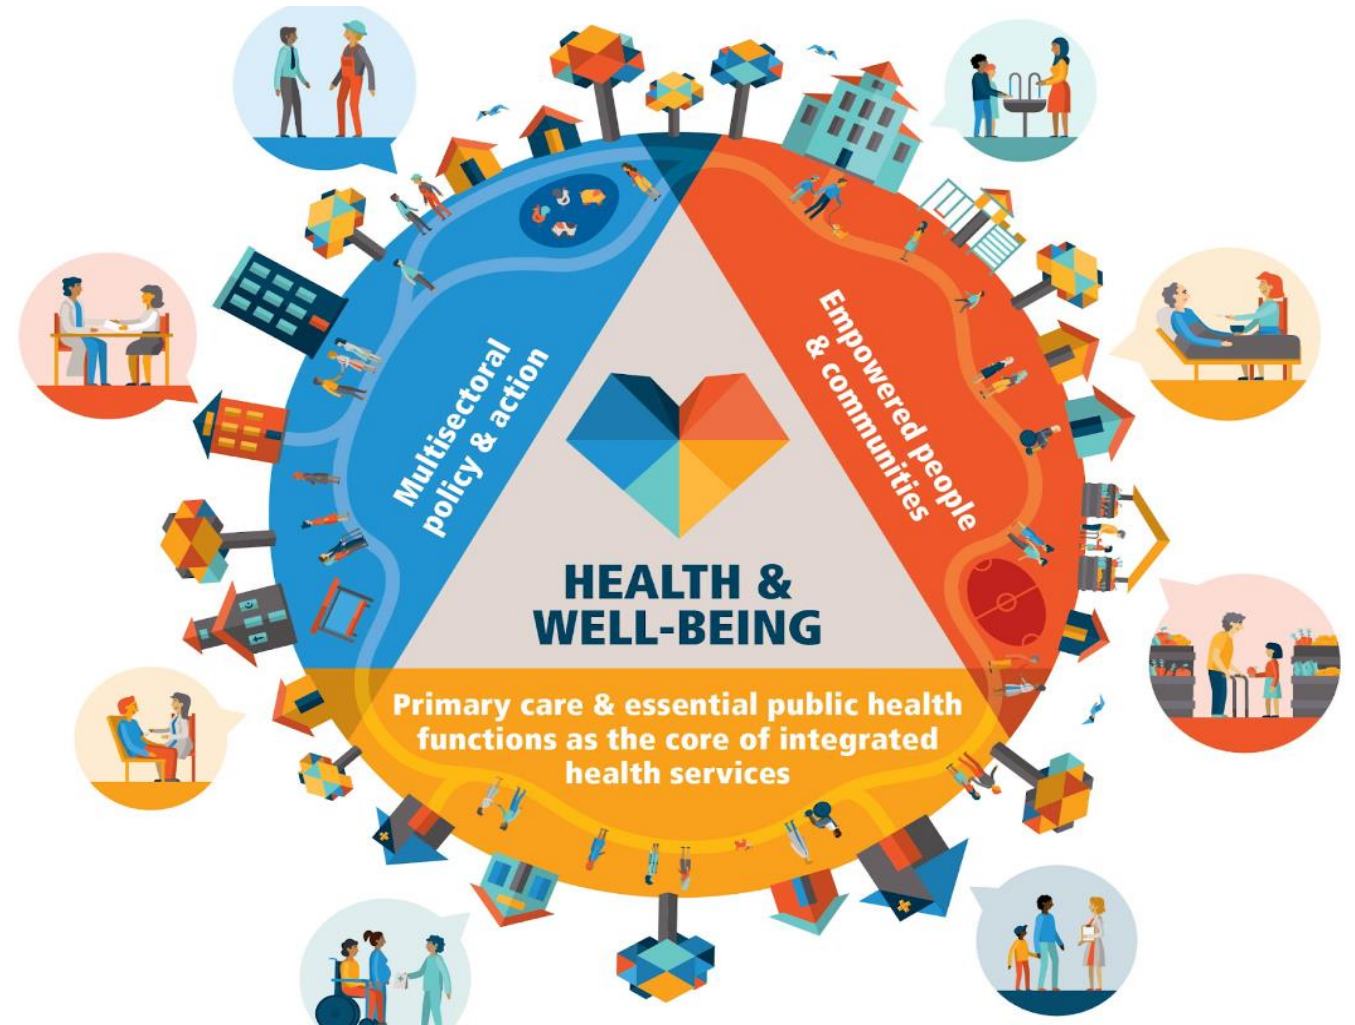 Multisectoral
policy & action
Empowered people
& communities
HEALTH &
WELL-BEING
Primary care & essential public health
functions as the core of integrated
health services